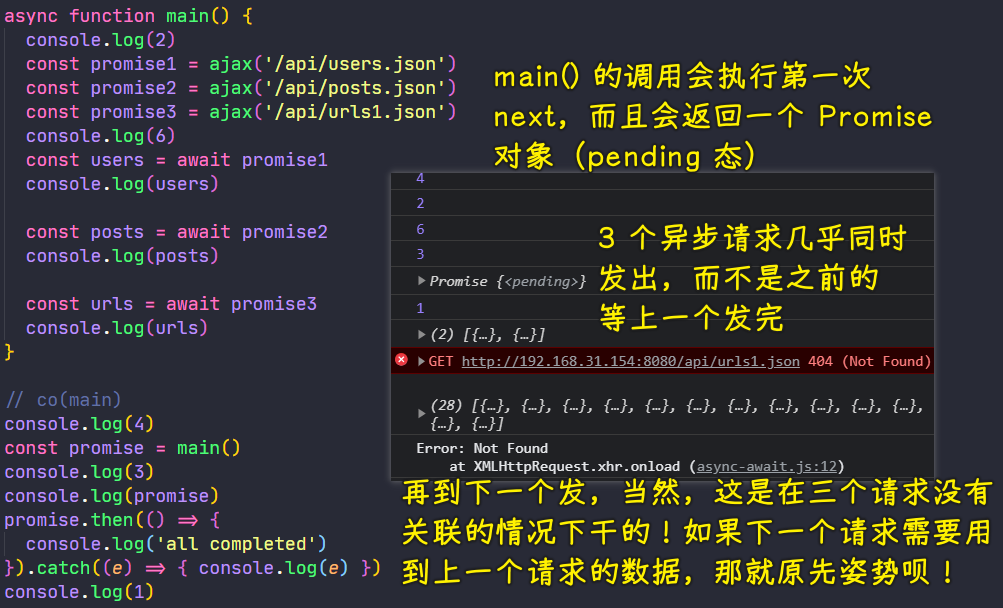 async function main() {
  console.log(2)
  const promise1 = ajax('/api/users.json')
  const promise2 = ajax('/api/posts.json')
  const promise3 = ajax('/api/urls1.json')
  console.log(6)
  const users = await promise1
  console.log(users)
  const posts = await promise2
  console.log(posts)
  const urls = await promise3
  console.log(urls)
}
// co(main)
console.log(4)
const promise = main()
console.log(3)
console.log(promise)
promise.then(() => {
  console.log('all completed')
}).catch((e) => { console.log(e) })
console.log(1)
main() 的调用会执行第一次
next，而且会返回一个 Promise
对象（pending 态）
4
2
6
3
Promise {<pending>}
1
(2) [{…}, {…}]
GET http://192.168.31.154:8080/api/urls1.json 404 (Not Found)
(28) [{…}, {…}, {…}, {…}, {…}, {…}, {…}, {…}, {…}, {…}, {…},
{…}, {…}]
Error: Not Found
    at XMLHttpRequest.xhr.onload (async-await.js:12)
3 个异步请求几乎同时
发出，而不是之前的
等上一个发完
再到下一个发，当然，这是在三个请求没有
关联的情况下干的！如果下一个请求需要用
到上一个请求的数据，那就原先姿势呗！